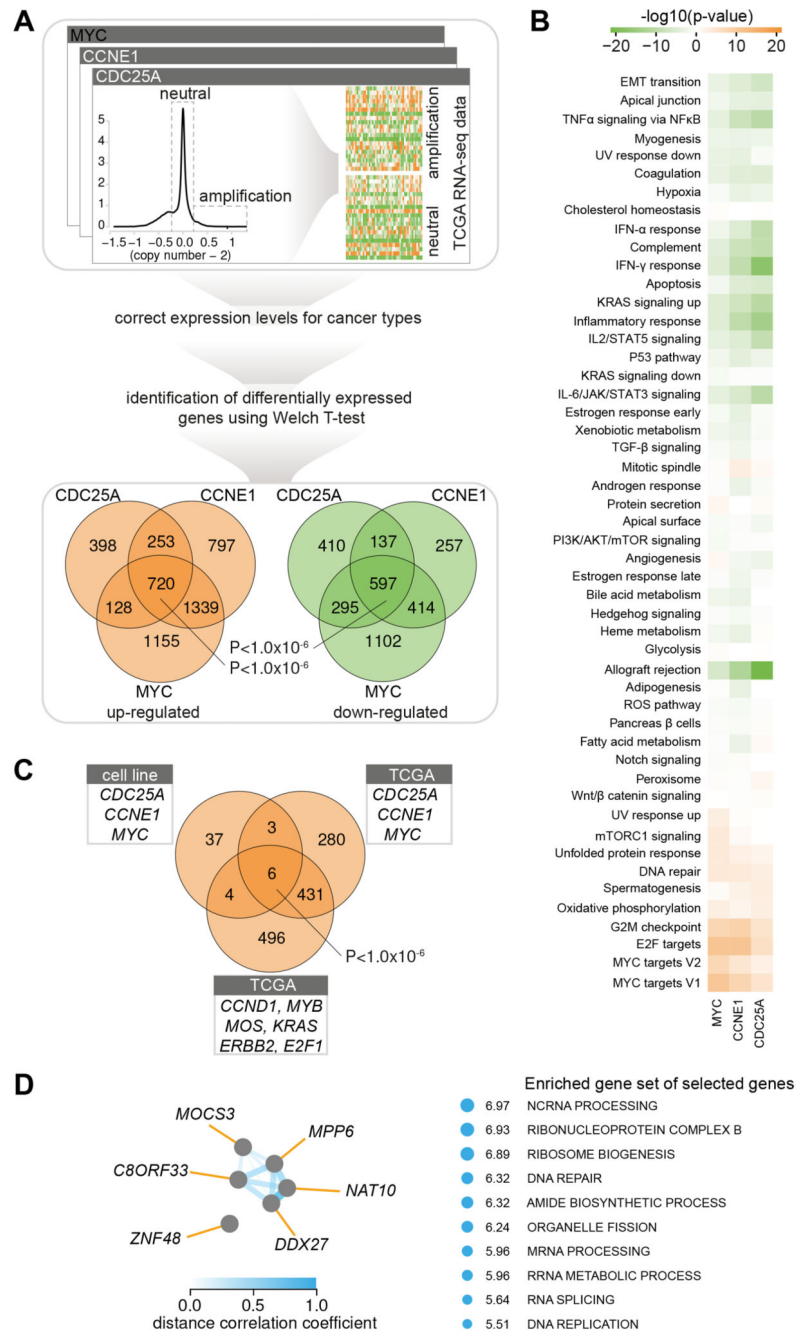 A
MYC
CCNE1
CDC25A
neutral
amplification
5
4
3
2
1
0
−1.5 −1 −0.5 0.0 0.5 1
(copy number − 2)
amplification
neutral
TCGA RNA-seq data
correct expression levels for cancer types
identification of differentially expressed
genes using Welch T-test
CDC25A CCNE1
398 253 797
720
128 1339
1155
MYC
up-regulated
P<1.0x10⁻⁶
P<1.0x10⁻⁶
CDC25A CCNE1
410 137 257
597
295 414
1102
MYC
down-regulated
B
-log10(p-value)
−20 −10 0 10 20
EMT transition
Apical junction
TNFα signaling via NFκB
Myogenesis
UV response down
Coagulation
Hypoxia
Cholesterol homeostasis
IFN-α response
Complement
IFN-γ response
Apoptosis
KRAS signaling up
Inflammatory response
IL2/STAT5 signaling
P53 pathway
KRAS signaling down
IL-6/JAK/STAT3 signaling
Estrogen response early
Xenobiotic metabolism
TGF-β signaling
Mitotic spindle
Androgen response
Protein secretion
Apical surface
PI3K/AKT/mTOR signaling
Angiogenesis
Estrogen response late
Bile acid metabolism
Hedgehog signaling
Heme metabolism
Glycolysis
Allograft rejection
Adipogenesis
ROS pathway
Pancreas β cells
Fatty acid metabolism
Notch signaling
Peroxisome
Wnt/β catenin signaling
UV response up
mTORC1 signaling
Unfolded protein response
DNA repair
Spermatogenesis
Oxidative phosphorylation
G2M checkpoint
E2F targets
MYC targets V2
MYC targets V1
MYC
CCNE1
CDC25A
C
cell line
CDC25A
CCNE1
MYC
TCGA
CDC25A
CCNE1
MYC
37 3 280
6
4 431
496
P<1.0x10⁻⁶
TCGA
CCND1, MYB
MOS, KRAS
ERBB2, E2F1
D
MOCS3
MPP6
C8ORF33
NAT10
ZNF48
DDX27
0.0 0.5 1.0
distance correlation coefficient
Enriched gene set of selected genes
6.97 NCRNA PROCESSING
6.93 RIBONUCLEOPROTEIN COMPLEX B
6.89 RIBOSOME BIOGENESIS
6.32 DNA REPAIR
6.32 AMIDE BIOSYNTHETIC PROCESS
6.24 ORGANELLE FISSION
5.96 MRNA PROCESSING
5.96 RRNA METABOLIC PROCESS
5.64 RNA SPLICING
5.51 DNA REPLICATION